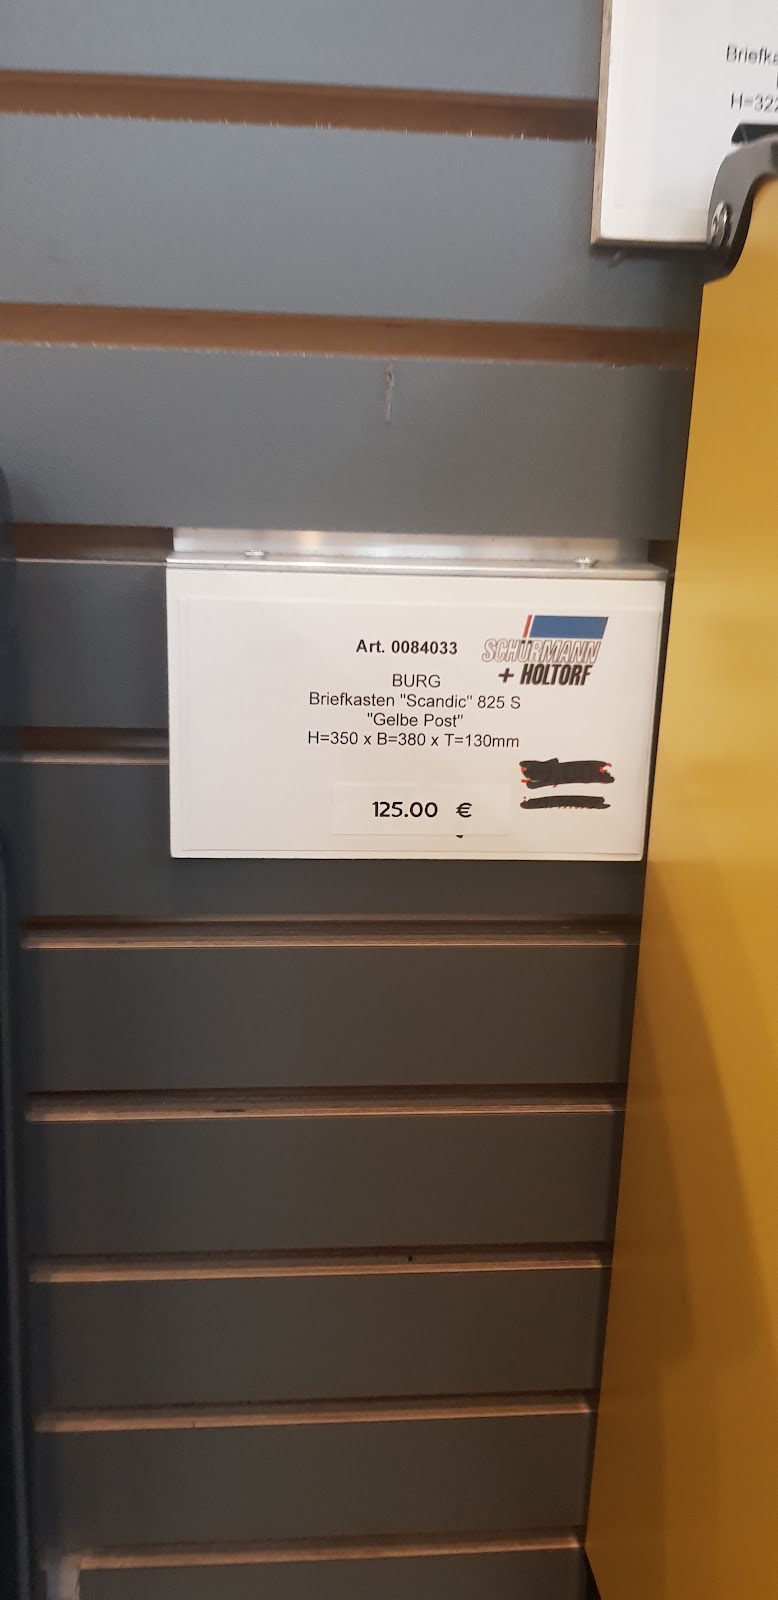 Briefka
H=322
Art. 0084033
SCHÜRMANN
+ HOLTORF
BURG
Briefkasten "Scandic" 825 S
"Gelbe Post"
H=350 x B=380 x T=130mm
125.00 €